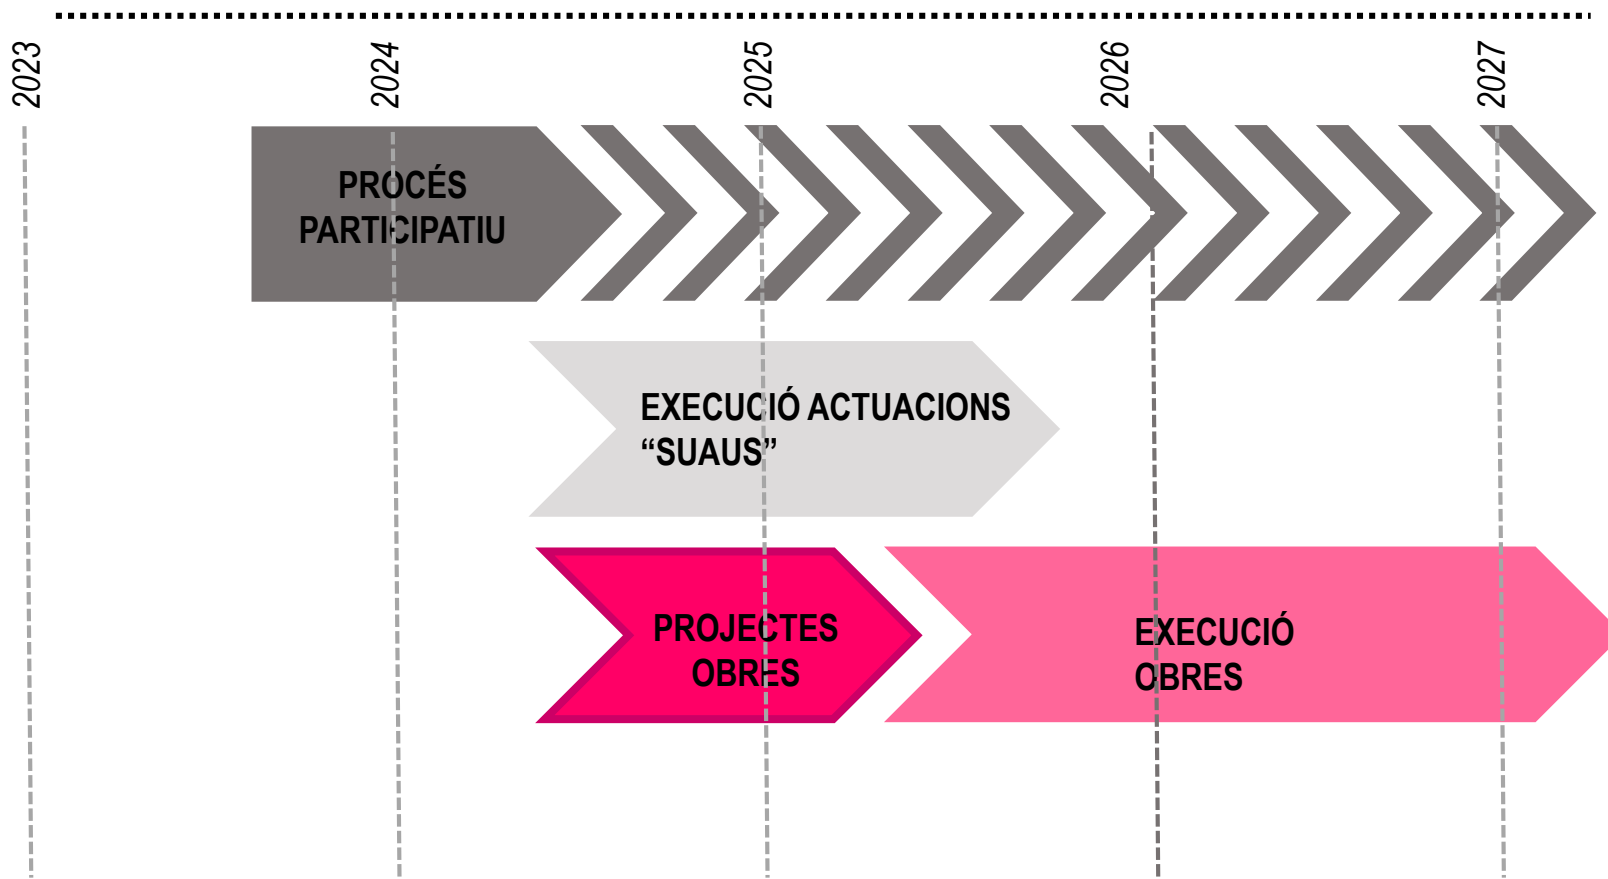 2023
2024
2025
2026
2027
PROCÉS
PARTICIPATIU
EXECUCIÓ ACTUACIONS
“SUAUS”
PROJECTES
OBRES
EXECUCIÓ
OBRES